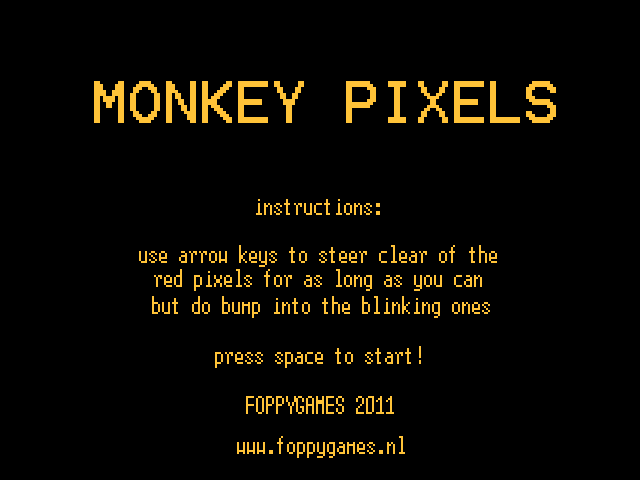 MONKEY PIXELS
instructions:
use arrow keys to steer clear of the
red pixels for as long as you can
but do bump into the blinking ones
press space to start!
FOPPYGAMES 2011
www.foppygames.nl